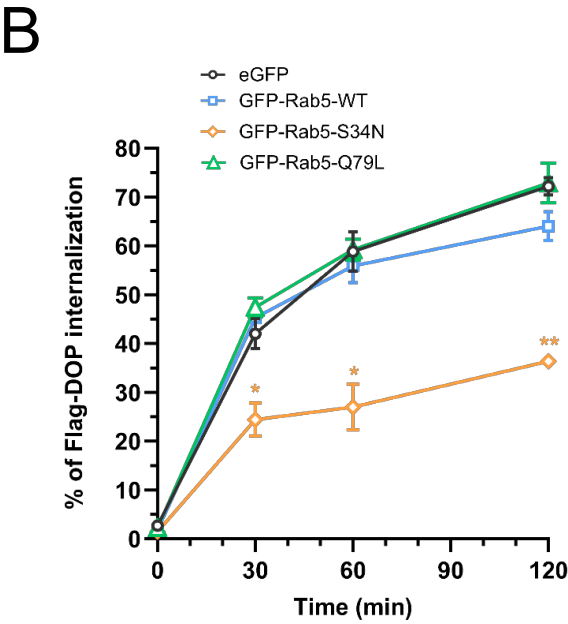 B
eGFP
GFP-Rab5-WT
GFP-Rab5-S34N
GFP-Rab5-Q79L
% of Flag-DOP internalization
80
70
60
50
40
30
20
10
0
*
*
**
0 30 60 90 120
Time (min)